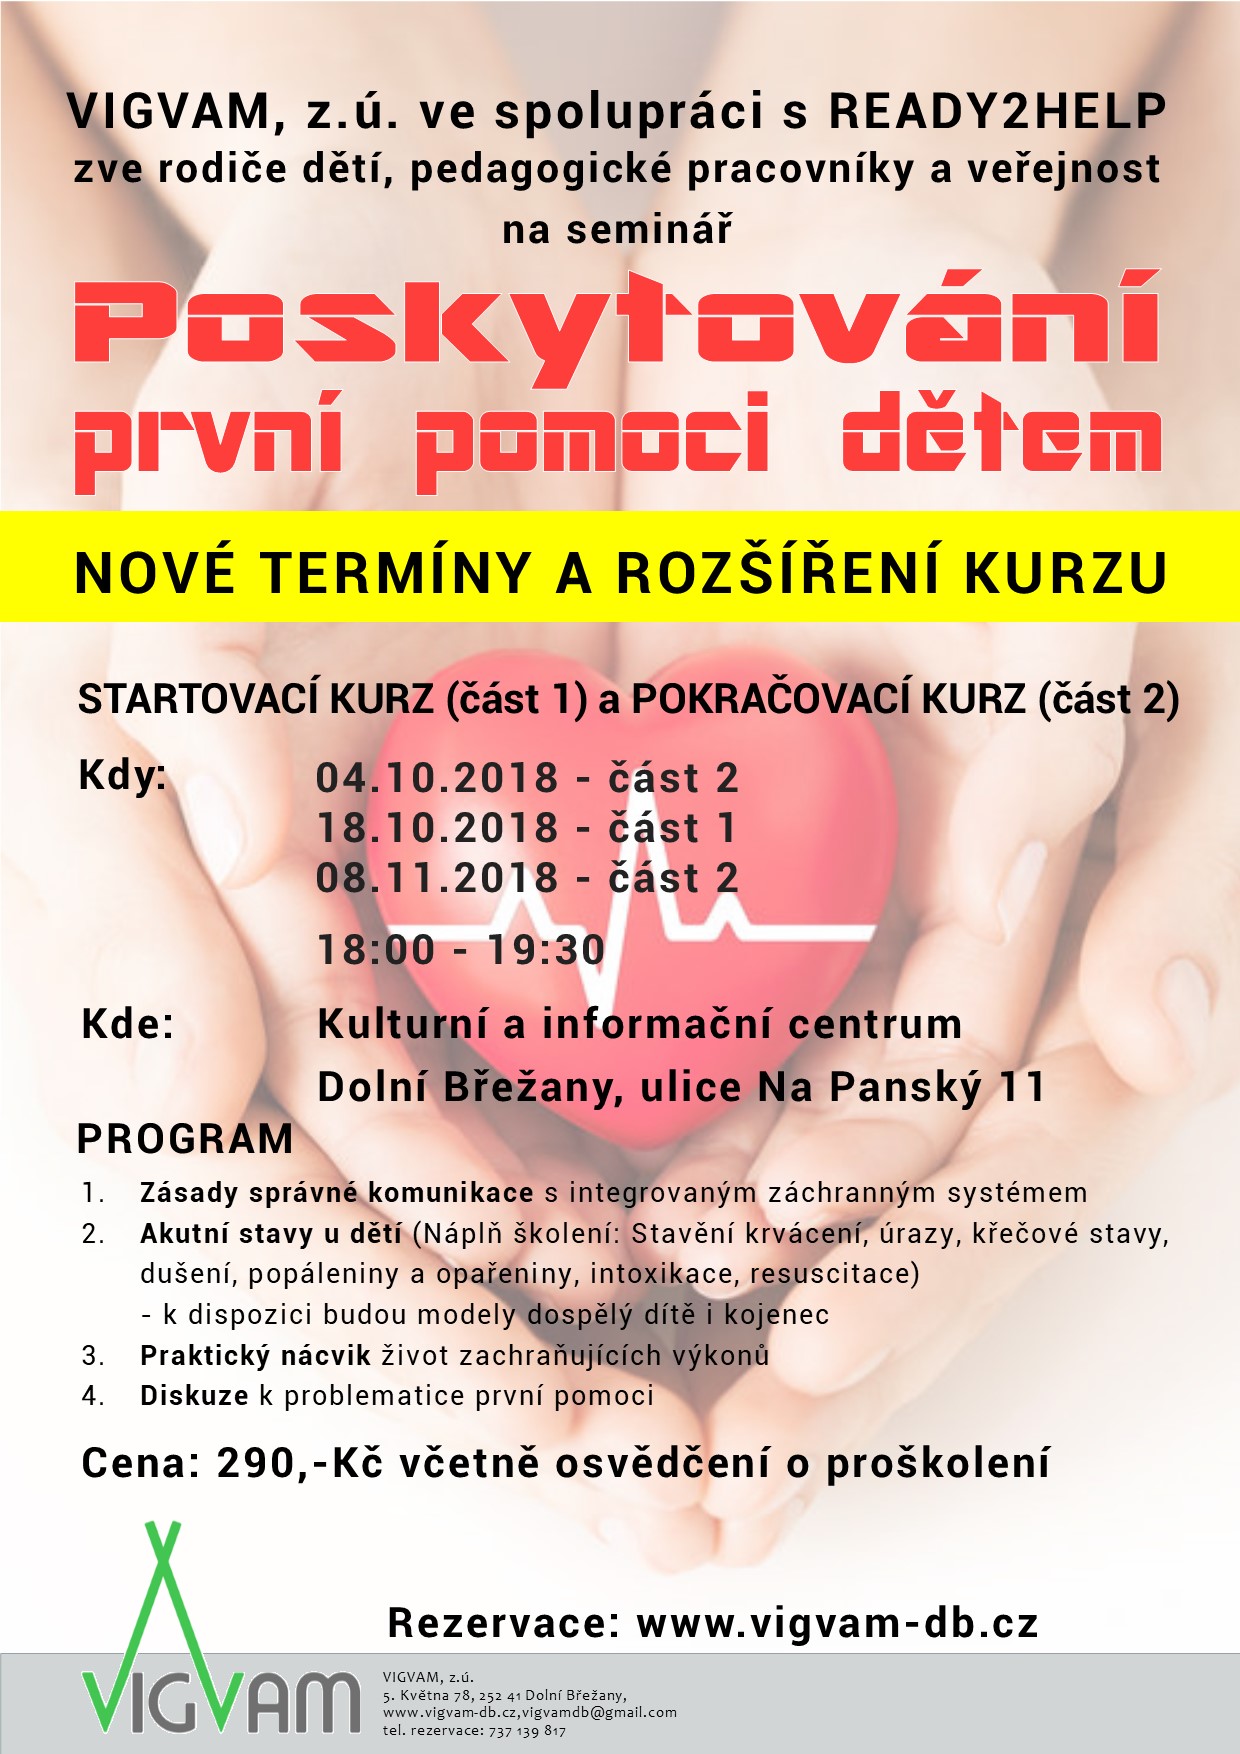 VIGVAM, z.ú. ve spolupráci s READY2HELP
zve rodiče dětí, pedagogické pracovníky a veřejnost
na seminář
Poskytování
první pomoci dětem
NOVÉ TERMÍNY A ROZŠÍŘENÍ KURZU
STARTOVACÍ KURZ (část 1) a POKRAČOVACÍ KURZ (část 2)
Kdy: 04.10.2018 - část 2
18.10.2018 - část 1
08.11.2018 - část 2
18:00 - 19:30
Kde: Kulturní a informační centrum
Dolní Břežany, ulice Na Panský 11
PROGRAM
1. Zásady správné komunikace s integrovaným záchranným systémem
2. Akutní stavy u dětí (Náplň školení: Stavění krvácení, úrazy, křečové stavy,
dušení, popáleniny a opařeniny, intoxikace, resuscitace)
- k dispozici budou modely dospělý dítě i kojenec
3. Praktický nácvik život zachraňujících výkonů
4. Diskuze k problematice první pomoci
Cena: 290,-Kč včetně osvědčení o proškolení
Rezervace: www.vigvam-db.cz
VIGVAM
VIGVAM, z.ú.
5. Května 78, 252 41 Dolní Břežany,
www.vigvam-db.cz,vigvamdb@gmail.com
tel. rezervace: 737 139 817